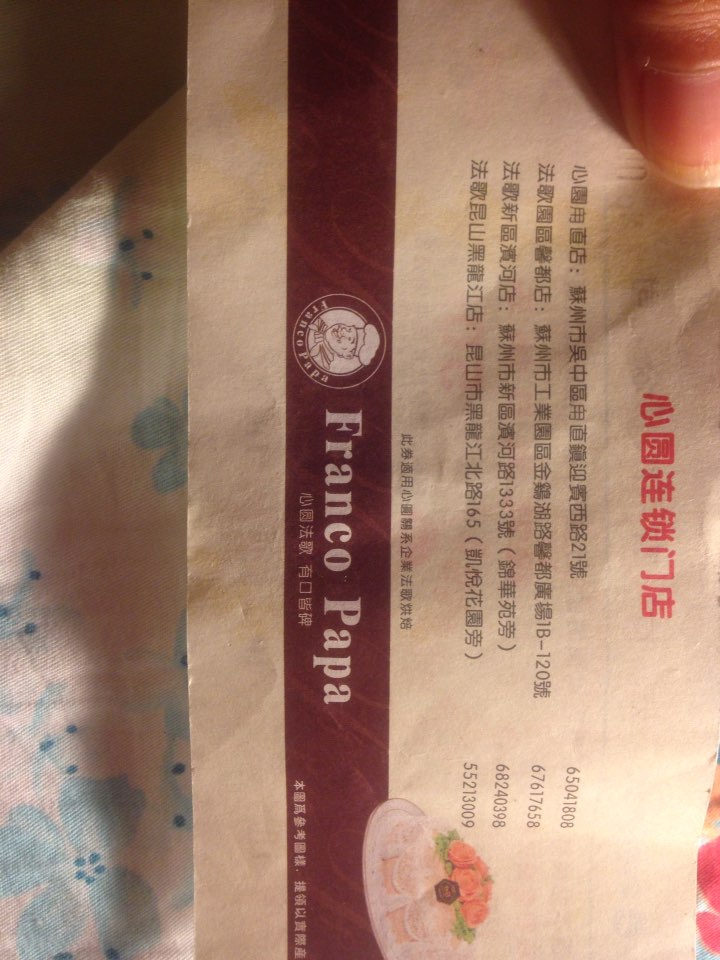 心圆连锁门店
心園甪直店：蘇州市吳中區甪直鎮迎賓西路21號 65041808
法歌園區馨都店：蘇州市工業園區金鷄湖路馨都廣場1B-120號 67617658
法歌新區濱河店：蘇州市新區濱河路1333號（錦華苑旁） 68240398
法歌昆山黑龍江店：昆山市黑龍江北路165（凱悅花園旁） 55213009
此券適用心圓關系企業法歌烘焙
Franco Papa
Franco Papa
心圆法歌 有口皆碑
本圖爲參考圖樣，提領以實際產